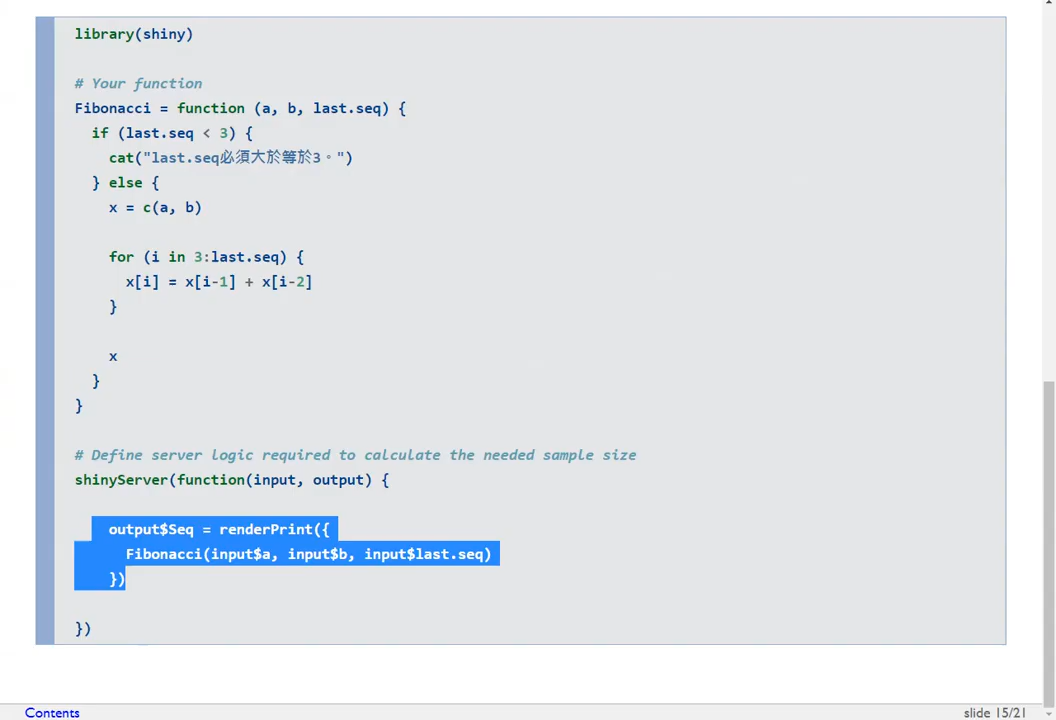 library(shiny)
# Your function
Fibonacci = function (a, b, last.seq) {
if (last.seq < 3) {
cat("last.seq必須大於等於3。")
} else {
x = c(a, b)
for (i in 3:last.seq) {
x[i] = x[i-1] + x[i-2]
}
x
}
}
# Define server logic required to calculate the needed sample size
shinyServer(function(input, output) {
output$Seq = renderPrint({
Fibonacci(input$a, input$b, input$last.seq)
})
})
Contents
slide 15/21